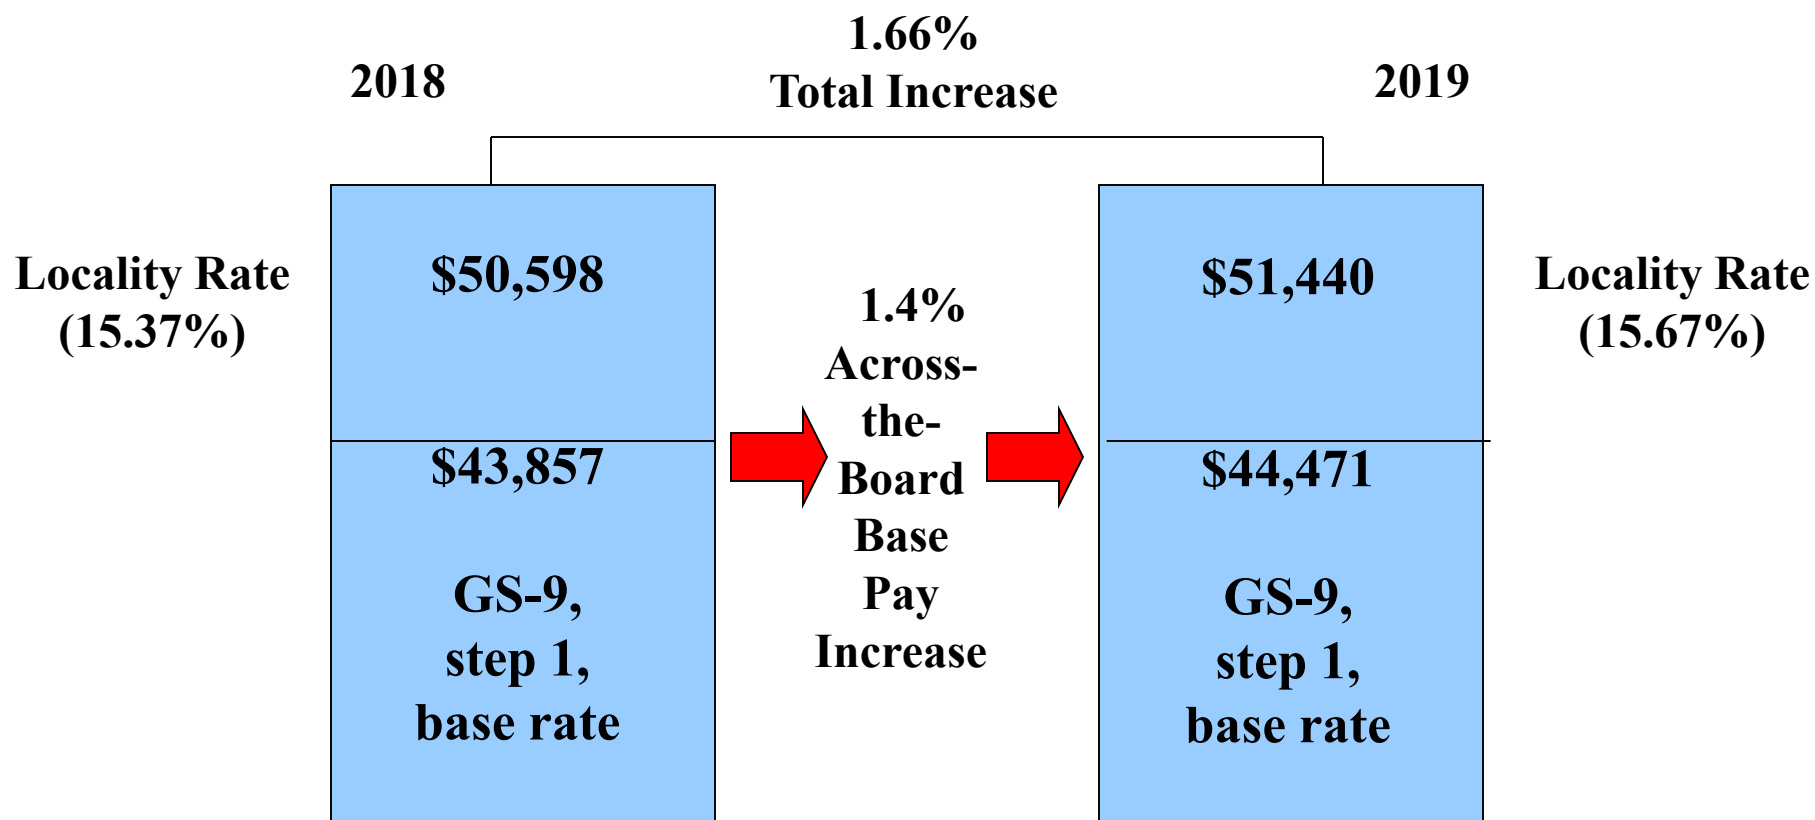 1.66%
Total Increase
2018
2019
Locality Rate
(15.37%)
$50,598
$43,857
GS-9,
step 1,
base rate
1.4%
Across-
the-
Board
Base
Pay
Increase
$51,440
$44,471
GS-9,
step 1,
base rate
Locality Rate
(15.67%)